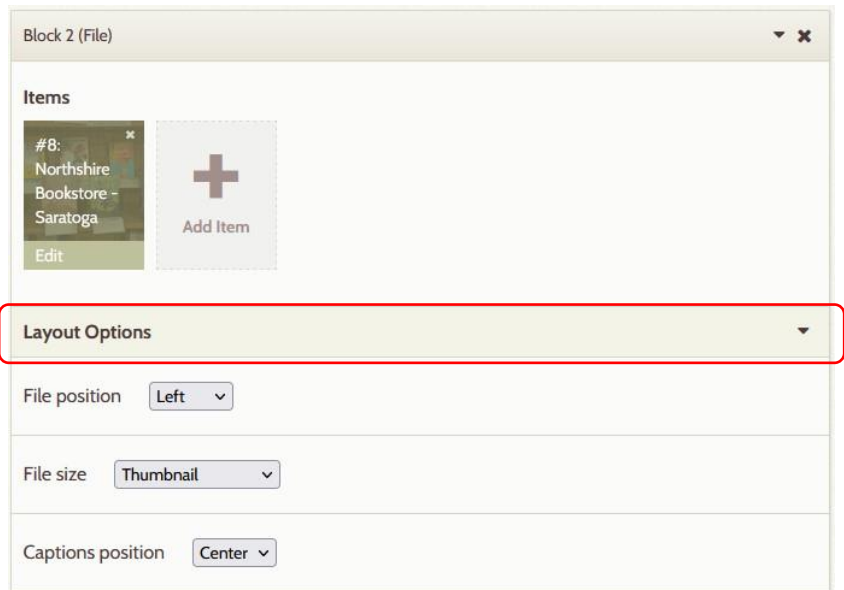 Block 2 (File)
Items
#8:
Northshire
Bookstore -
Saratoga
Edit
Add Item
Layout Options
File position Left
File size Thumbnail
Captions position Center